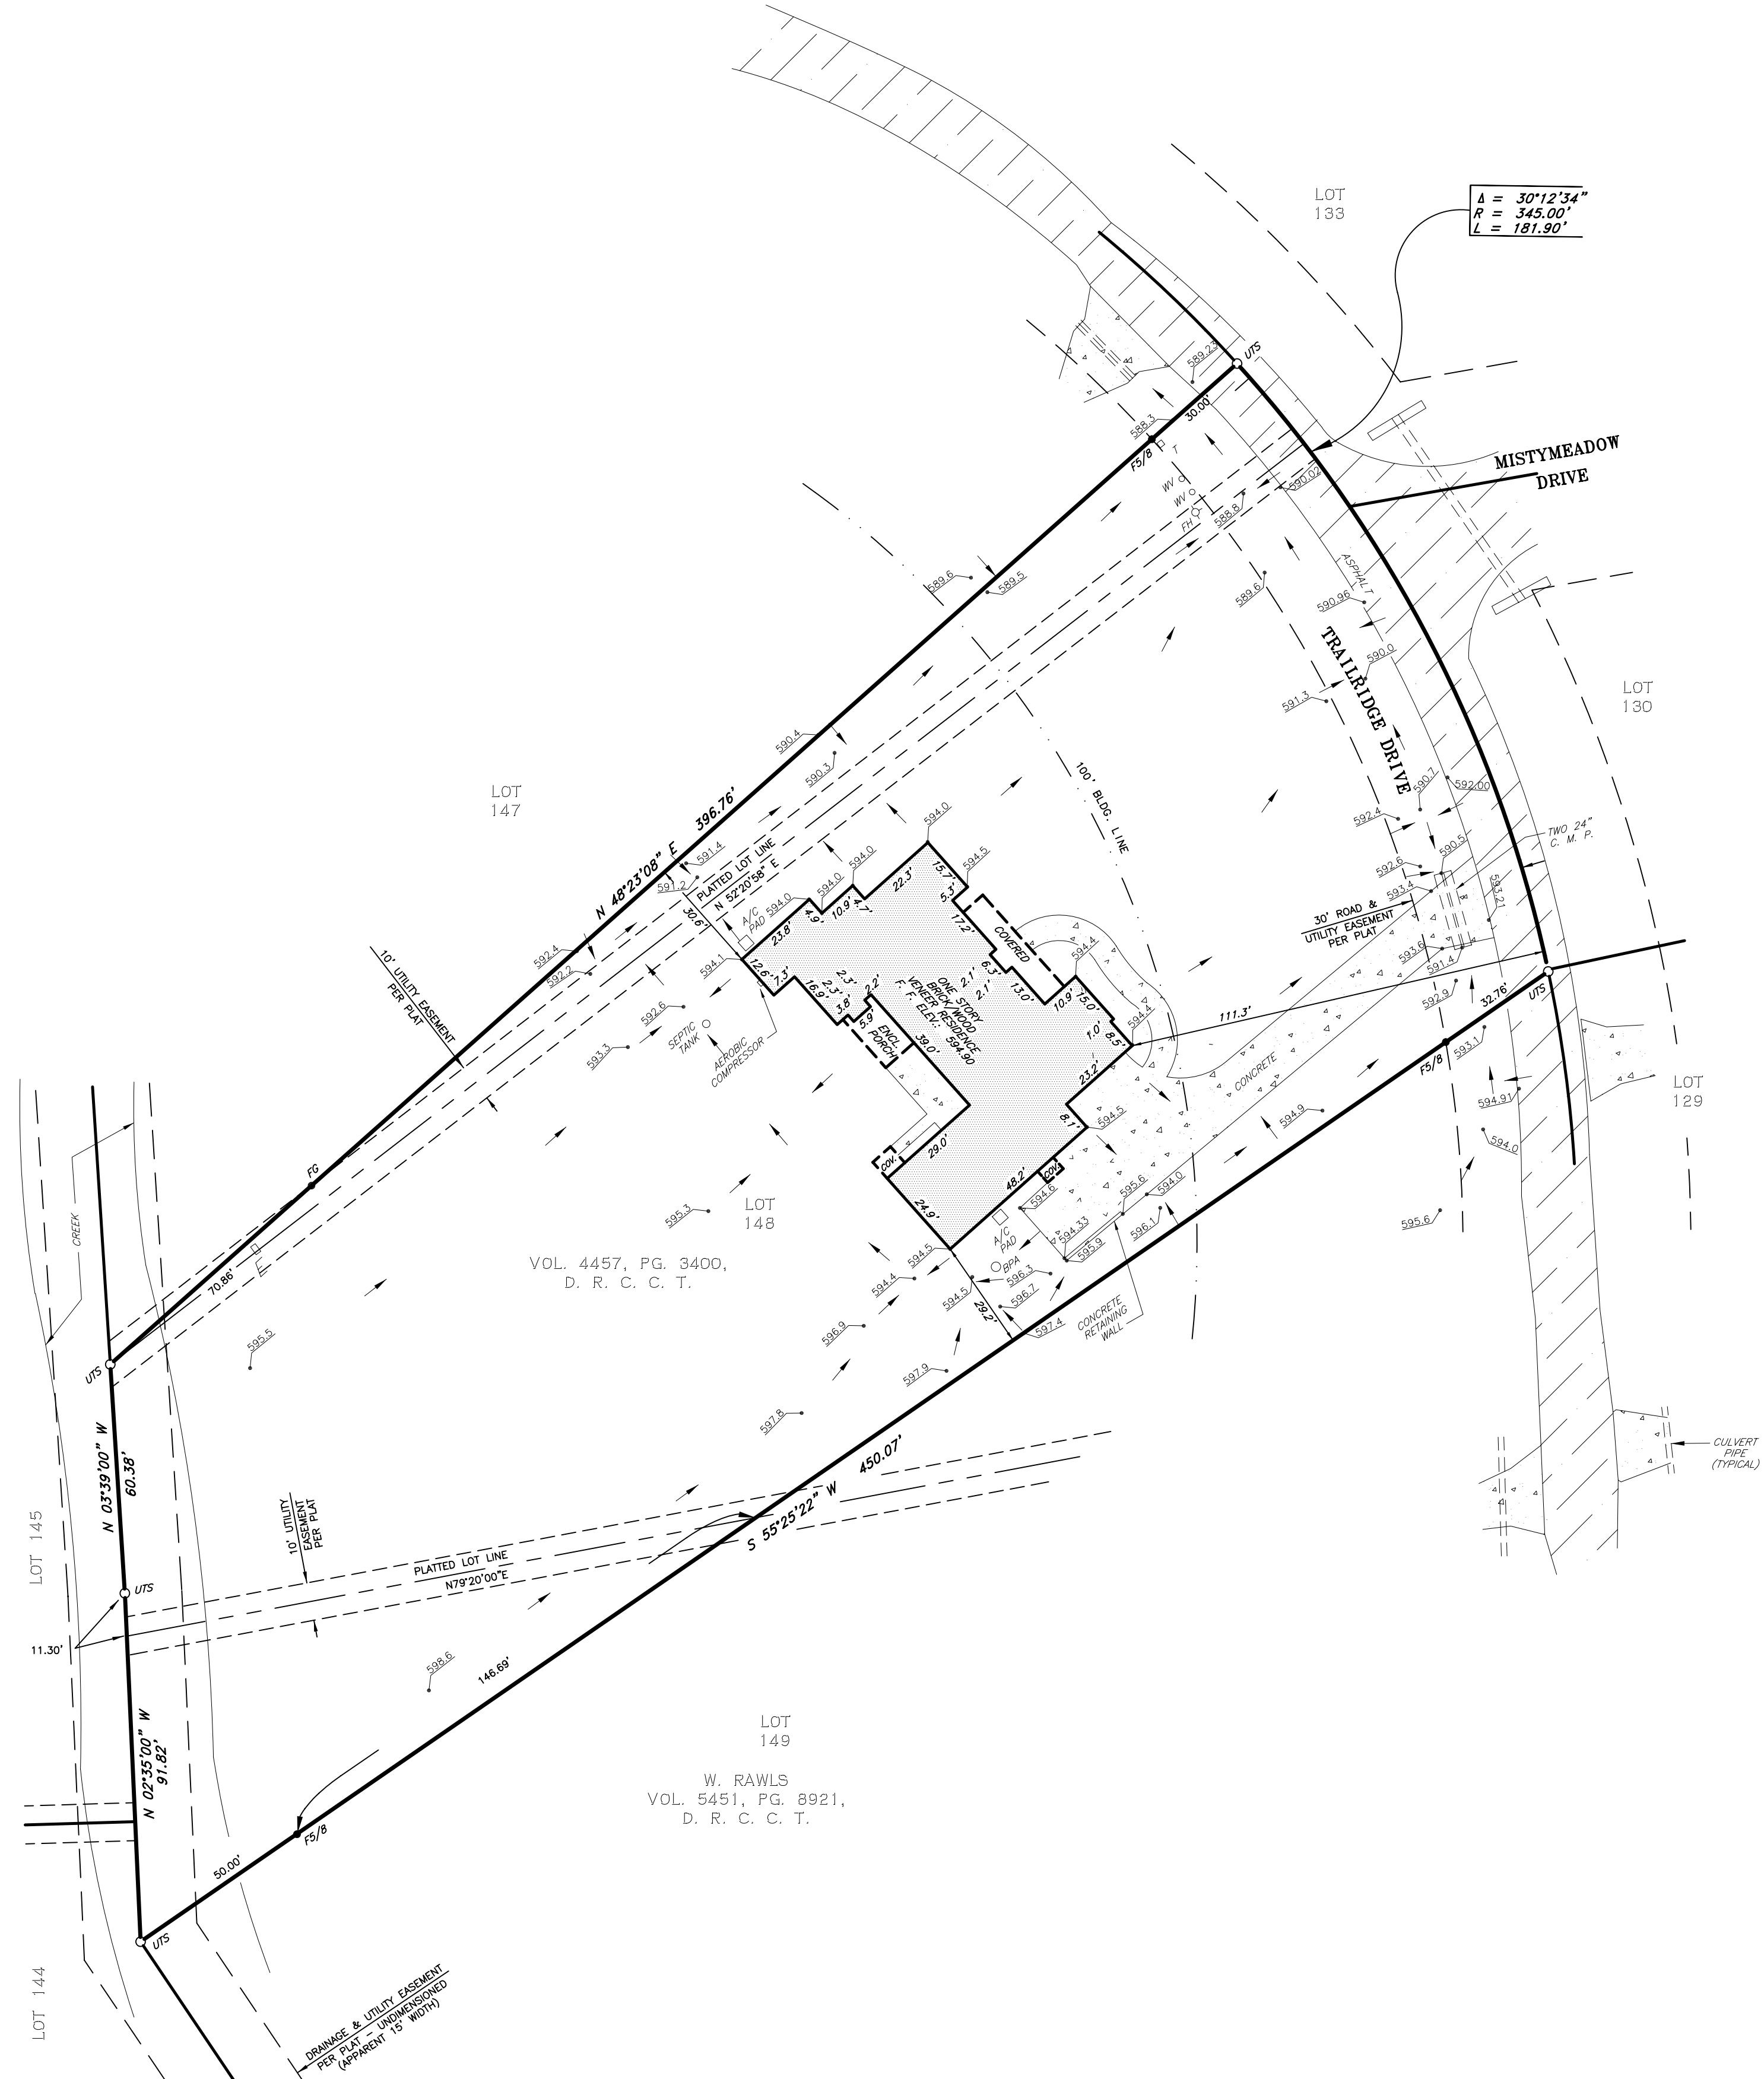 LOT
133
Δ = 30°12'34"
R = 345.00'
L = 181.90'
UTS
589.23
30.00'
588.3
F5/8
T
WV
WV
FH
588.8
590.02
MISTYMEADOW
DRIVE
ASPHALT
589.6
589.5
589.6
590.96
TRAILRIDGE DRIVE
590.0
591.3
LOT
130
590.4
590.3
100' BLDG. LINE
590.7
592.00
592.4
TWO 24"
C. M. P.
590.5
592.6
593.4
593.21
LOT
147
N 48°23'08" E 396.76'
591.4
591.2
PLATTED LOT LINE
N 52°20'58" E
30.6'
A/C
PAD
594.0
594.0
594.0
594.0
594.5
23.8'
4.9'
10.9'
4.7'
22.3'
15.7'
5.3'
17.2'
COVERED
594.4
30' ROAD &
UTILITY EASEMENT
PER PLAT
593.6
591.4
592.9
32.76'
UTS
10' UTILITY EASEMENT
PER PLAT
592.4
592.2
592.6
593.3
594.1
12.6'
7.3'
16.9'
2.3'
2.3'
3.8'
2.2'
5.9'
ENCL.
PORCH
39.0'
ONE STORY
BRICK/WOOD
VENEER RESIDENCE
F. F. ELEV.:
594.90
6.3'
2.1'
2.1'
13.0'
10.9'
15.0'
1.0'
8.5'
594.4
111.3'
23.2'
8.1'
594.5
CONCRETE
SEPTIC
TANK
AEROBIC
COMPRESSOR
F5/8
593.1
594.91
594.0
LOT
129
594.9
COV.
29.0'
24.9'
48.2'
COV.
594.6
594.33
595.6
594.0
595.9
596.1
595.6
FG
CREEK
70.86'
E
595.5
595.3
LOT
148
VOL. 4457, PG. 3400,
D. R. C. C. T.
594.5
594.4
A/C
PAD
BPA
596.3
594.5
596.7
29.2'
597.4
CONCRETE
RETAINING
WALL
596.9
597.9
597.8
UTS
N 03°39'00" W
60.38'
450.07'
S 55°25'22" W
10' UTILITY
EASEMENT
PER PLAT
PLATTED LOT LINE
N79°20'00"E
CULVERT
PIPE
(TYPICAL)
LOT 145
UTS
11.30'
598.6
146.69'
N 02°35'00" W
91.82'
LOT
149
W. RAWLS
VOL. 5451, PG. 8921,
D. R. C. C. T.
F5/8
50.00'
UTS
LOT 144
DRAINAGE & UTILITY EASEMENT
PER PLAT - UNDIMENSIONED
(APPARENT 15' WIDTH)